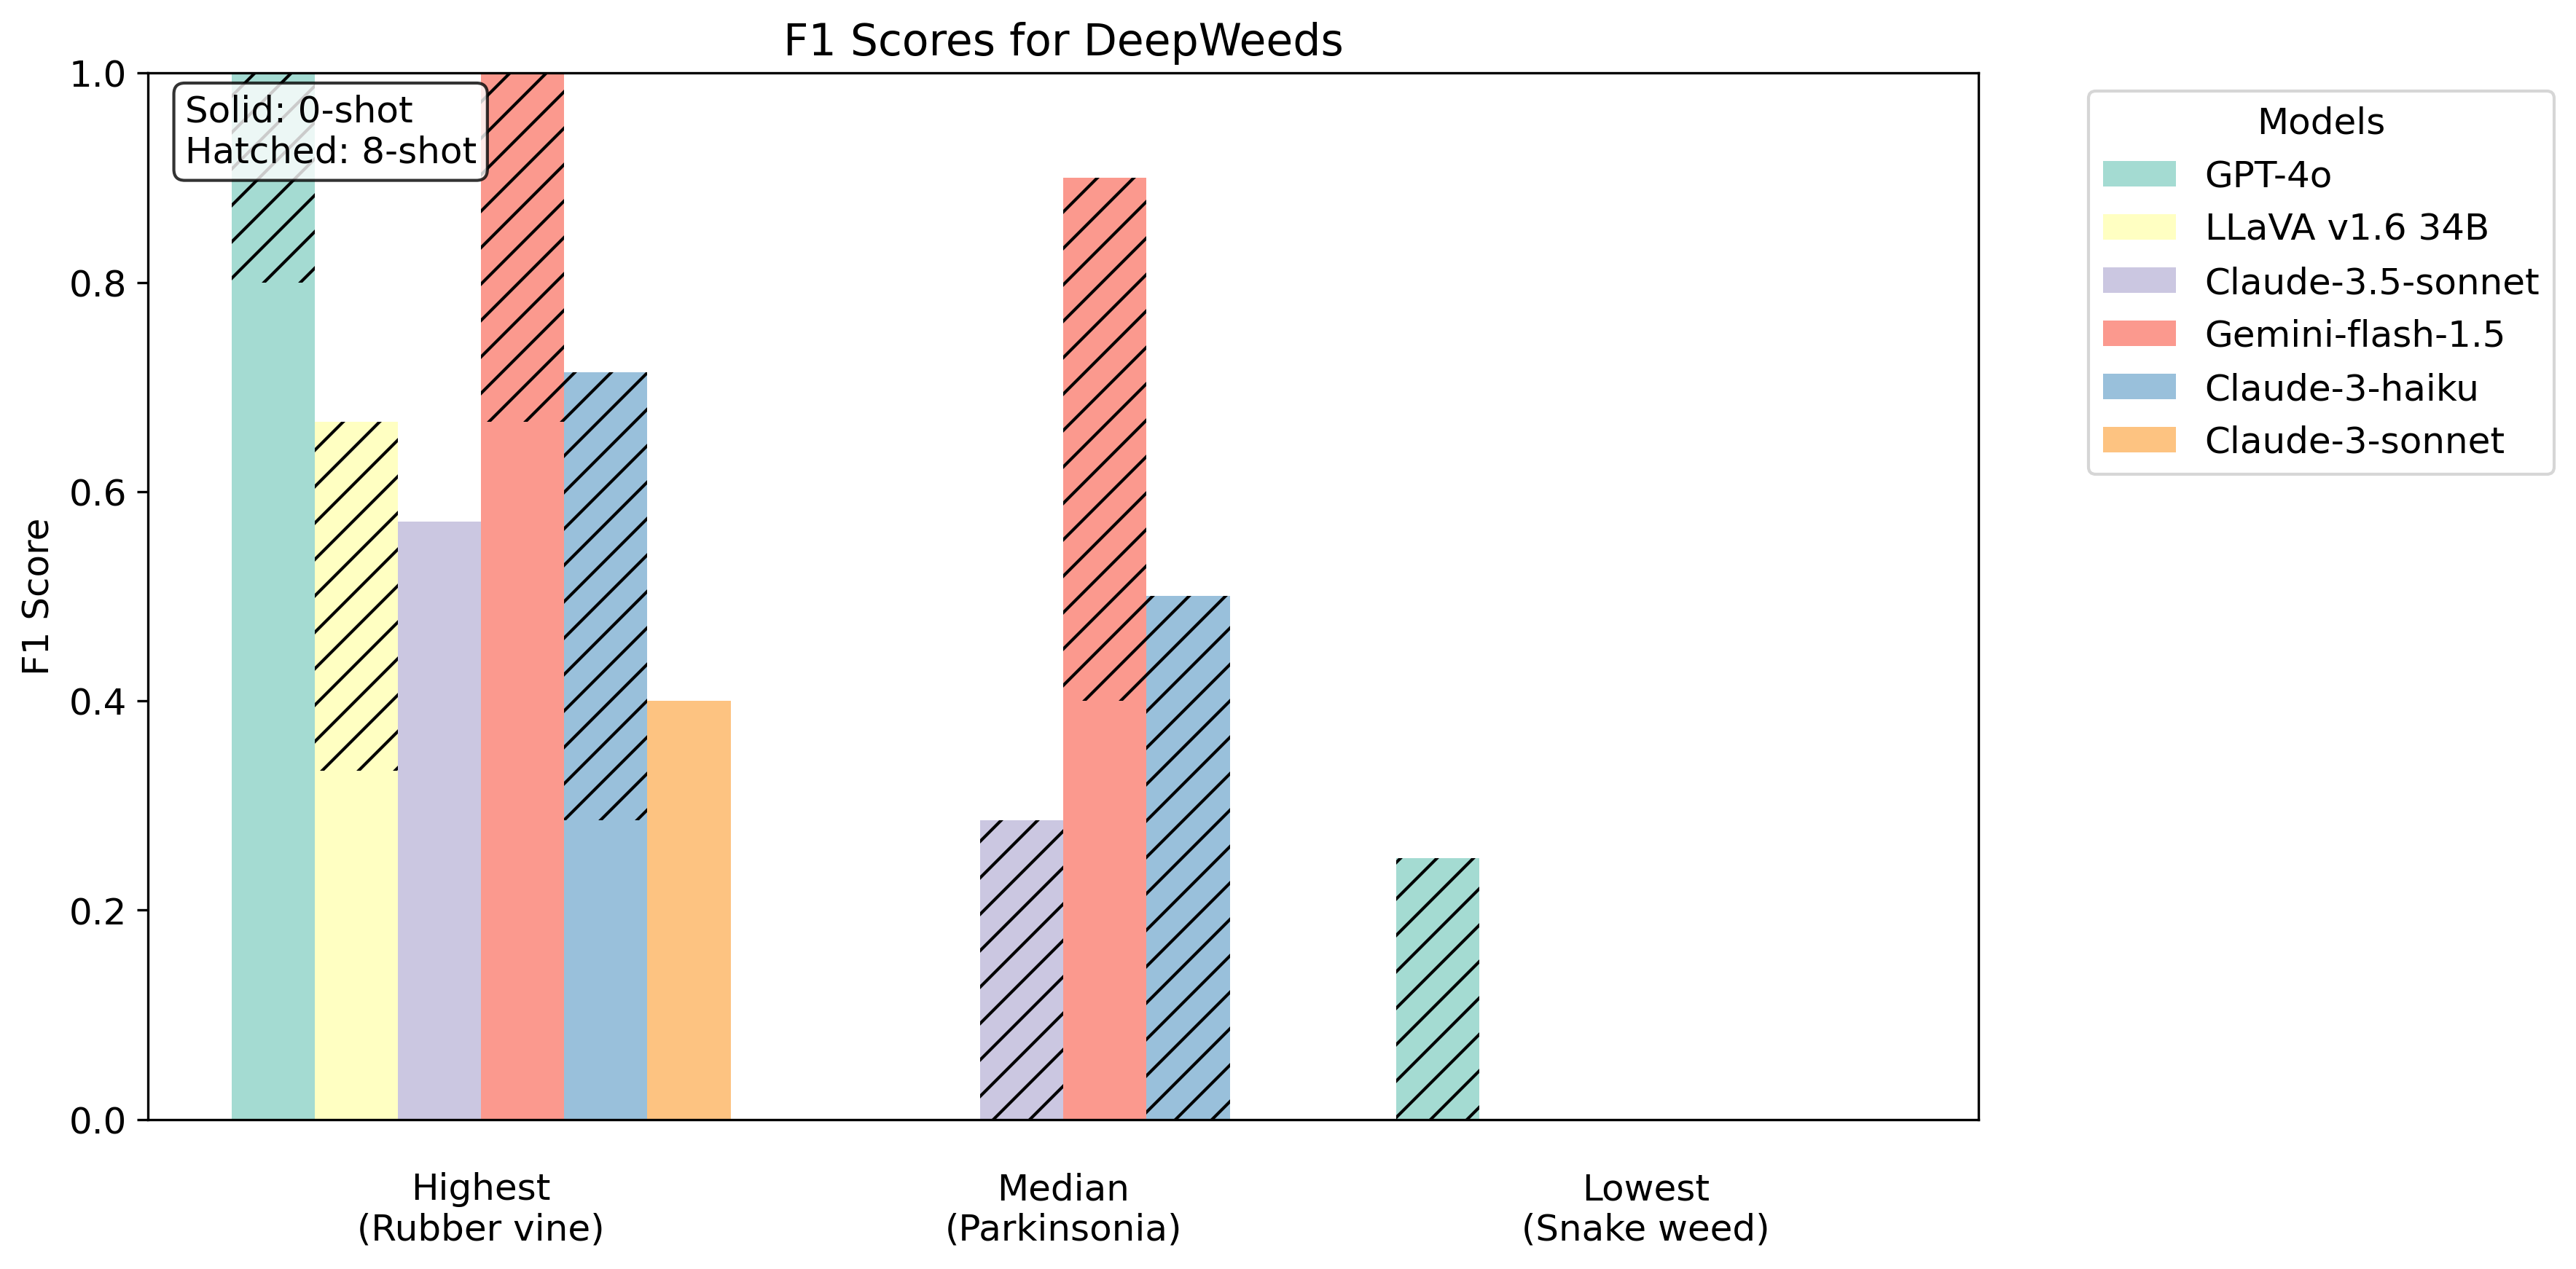 F1 Scores for DeepWeeds
Solid: 0-shot
Hatched: 8-shot
F1 Score
1.0
0.8
0.6
0.4
0.2
0.0
Highest
(Rubber vine)
Median
(Parkinsonia)
Lowest
(Snake weed)
Models
GPT-4o
LLaVA v1.6 34B
Claude-3.5-sonnet
Gemini-flash-1.5
Claude-3-haiku
Claude-3-sonnet